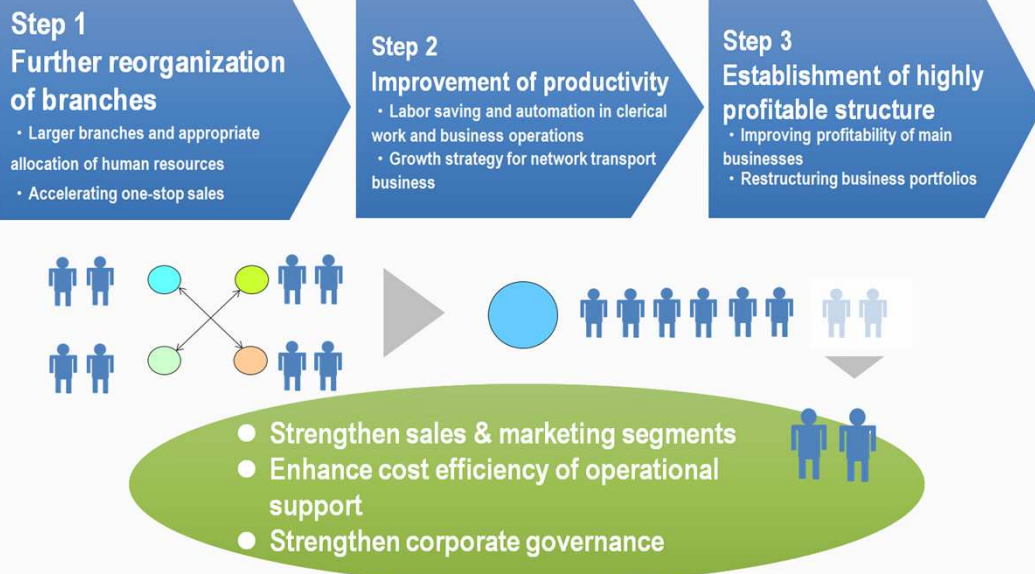 Step 1
Further reorganization
of branches
・Larger branches and appropriate
allocation of human resources
・Accelerating one-stop sales
Step 2
Improvement of productivity
・Labor saving and automation in clerical
work and business operations
・Growth strategy for network transport
business
Step 3
Establishment of highly
profitable structure
・Improving profitability of main
businesses
・Restructuring business portfolios
● Strengthen sales & marketing segments
● Enhance cost efficiency of operational
support
● Strengthen corporate governance